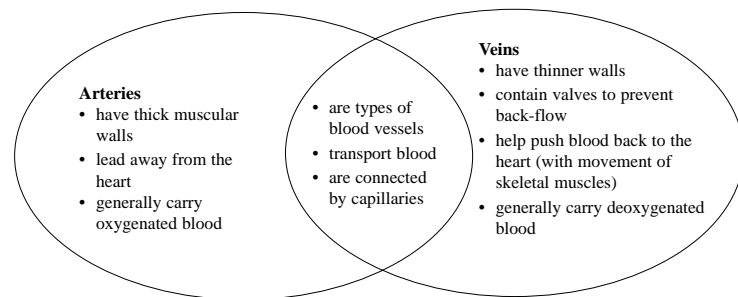 Arteries
• have thick muscular
walls
• lead away from the
heart
• generally carry
oxygenated blood
• are types of
blood vessels
• transport blood
• are connected
by capillaries
Veins
• have thinner walls
• contain valves to prevent
back-flow
• help push blood back to the
heart (with movement of
skeletal muscles)
• generally carry deoxygenated
blood